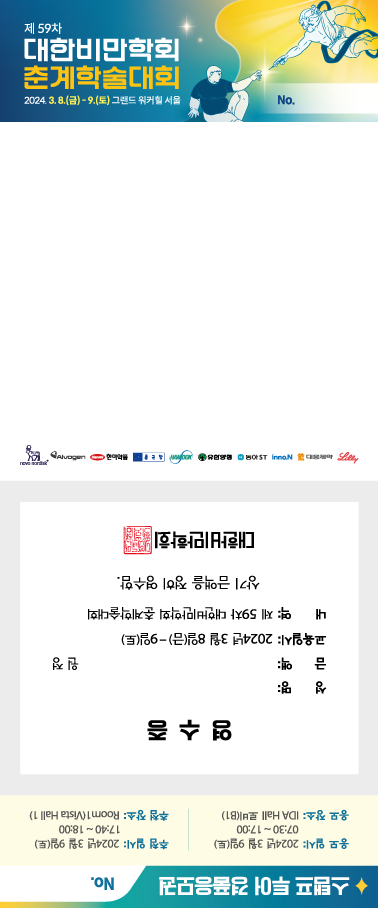 제 59차
대한비만학회
춘계학술대회
2024. 3. 8.(금) - 9.(토) 그랜드 워커힐 서울
No.
novo nordisk
Alvogen
한미약품
종근당
HANDOK
유한양행
동아ST
inno.N
대웅제약
Lilly
스탬프 투어 경품응모권
No.
응모 일시: 2024년 3월 9일(토)
07:30 ~ 17:00
응모 장소: IDA Hall 로비(B1)
추첨 일시: 2024년 3월 9일(토)
17:40 ~ 18:00
추첨 장소: Room1(Vista Hall 1)
영 수 증
성 명:
금 액: 원 정
교육일시: 2024년 3월 8일(금) – 9일(토)
내 역: 제 59차 대한비만학회 춘계학술대회
상기 금액을 정히 영수함.
대한비만학회